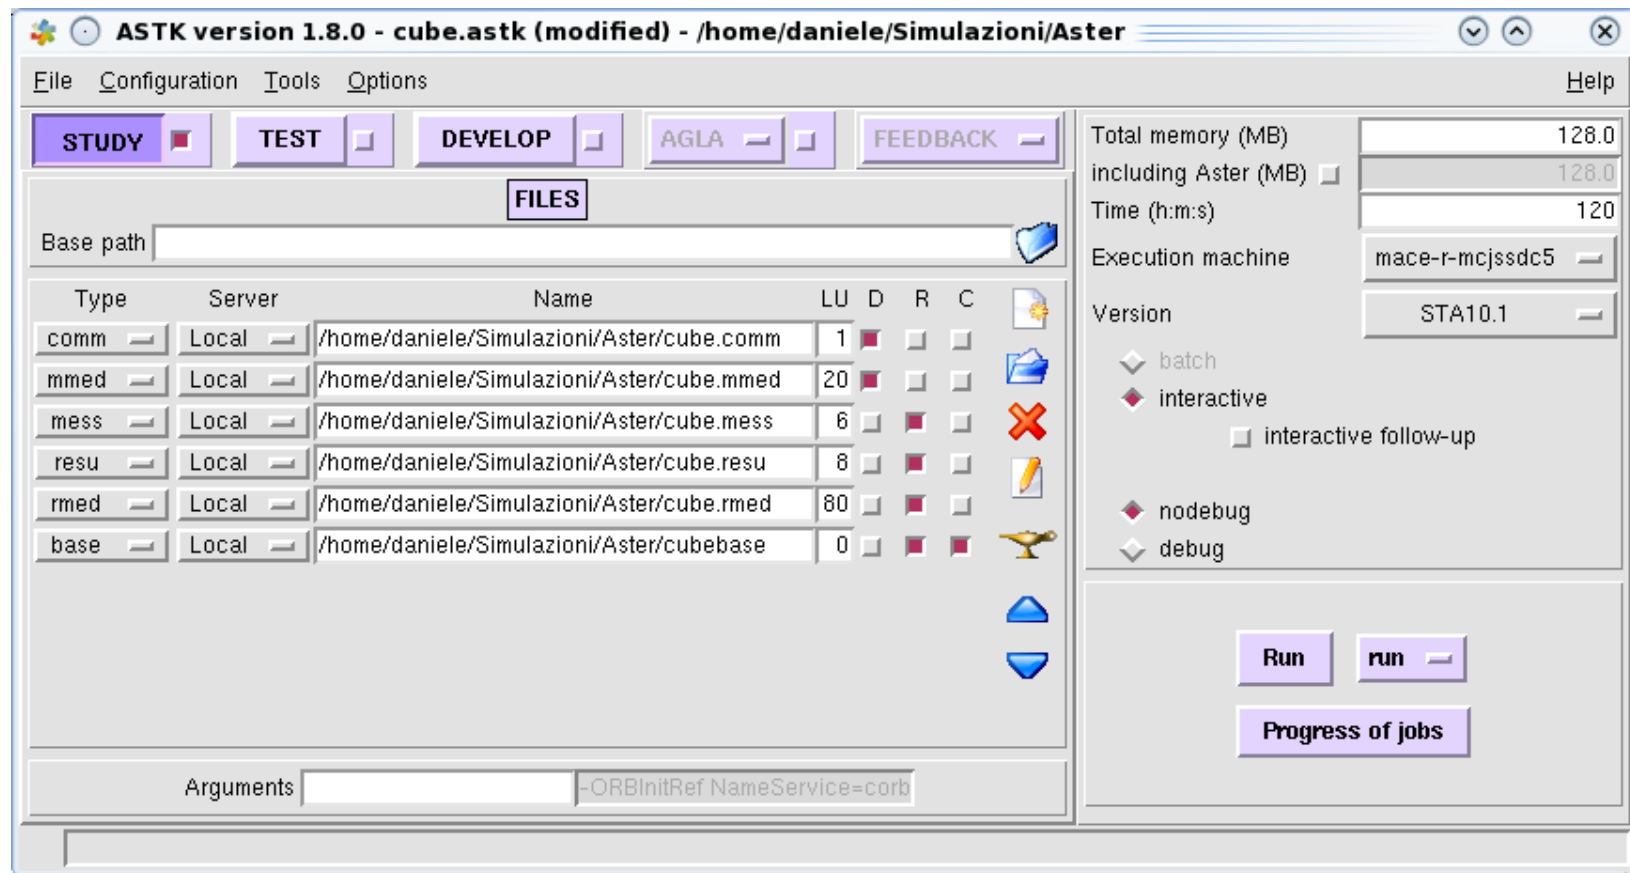 ASTK version 1.8.0 - cube.astk (modified) - /home/daniele/Simulazioni/Aster
File Configuration Tools Options Help
STUDY TEST DEVELOP AGLA FEEDBACK
FILES
Base path
Type Server Name LU D R C
comm Local /home/daniele/Simulazioni/Aster/cube.comm 1
mmed Local /home/daniele/Simulazioni/Aster/cube.mmed 20
mess Local /home/daniele/Simulazioni/Aster/cube.mess 6
resu Local /home/daniele/Simulazioni/Aster/cube.resu 8
rmed Local /home/daniele/Simulazioni/Aster/cube.rmed 80
base Local /home/daniele/Simulazioni/Aster/cubebase 0
Arguments -ORBInitRef NameService=corb
Total memory (MB) 128.0
including Aster (MB) 128.0
Time (h:m:s) 120
Execution machine mace-r-mcjssdc5
Version STA10.1
batch
interactive
interactive follow-up
nodebug
debug
Run run
Progress of jobs